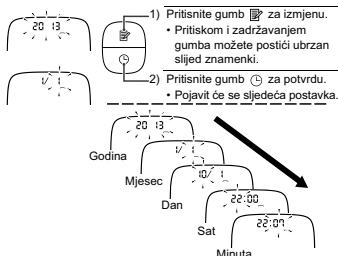 20 13
1/ 1
1) Pritisnite gumb za izmjenu.
• Pritiskom i zadržavanjem
gumba možete postići ubrzan
slijed znamenki.
2) Pritisnite gumb za potvrdu.
• Pojavit će se sljedeća postavka.
20 13
Godina
1/ 1
Mjesec
10/ 1
Dan
22:00
Sat
22:09
Minuta